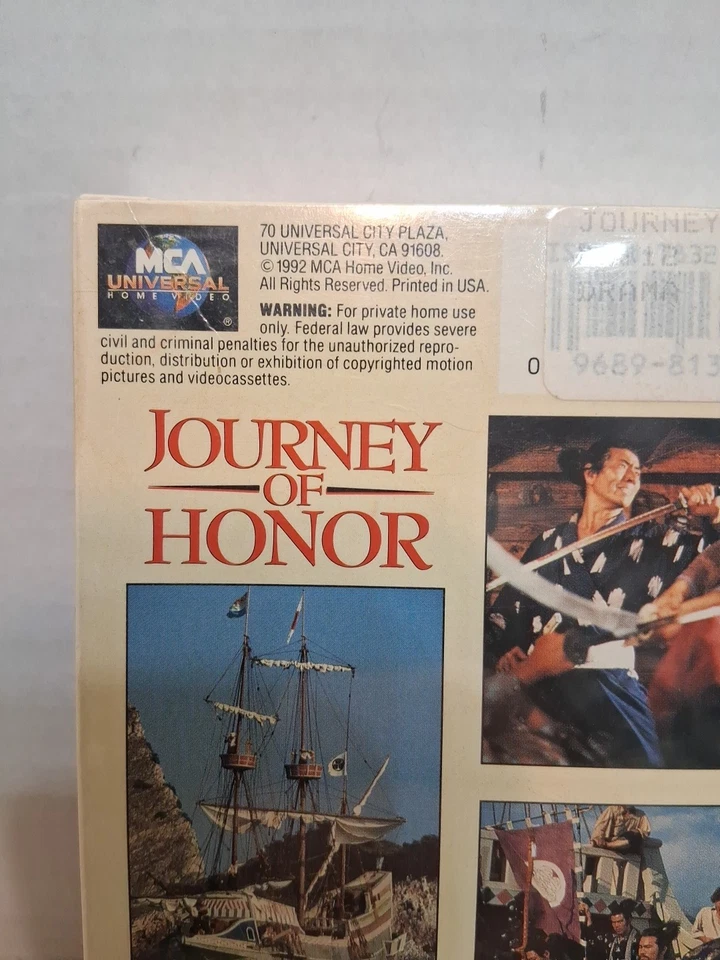 MCA
UNIVERSAL
HOME VIDEO
®
70 UNIVERSAL CITY PLAZA,
UNIVERSAL CITY, CA 91608.
© 1992 MCA Home Video, Inc.
All Rights Reserved. Printed in USA.
WARNING: For private home use
only. Federal law provides severe
civil and criminal penalties for the unauthorized repro-
duction, distribution or exhibition of copyrighted motion
pictures and videocassettes.
JOURNEY
DRAMA
0
9689-813
JOURNEY
OF
HONOR